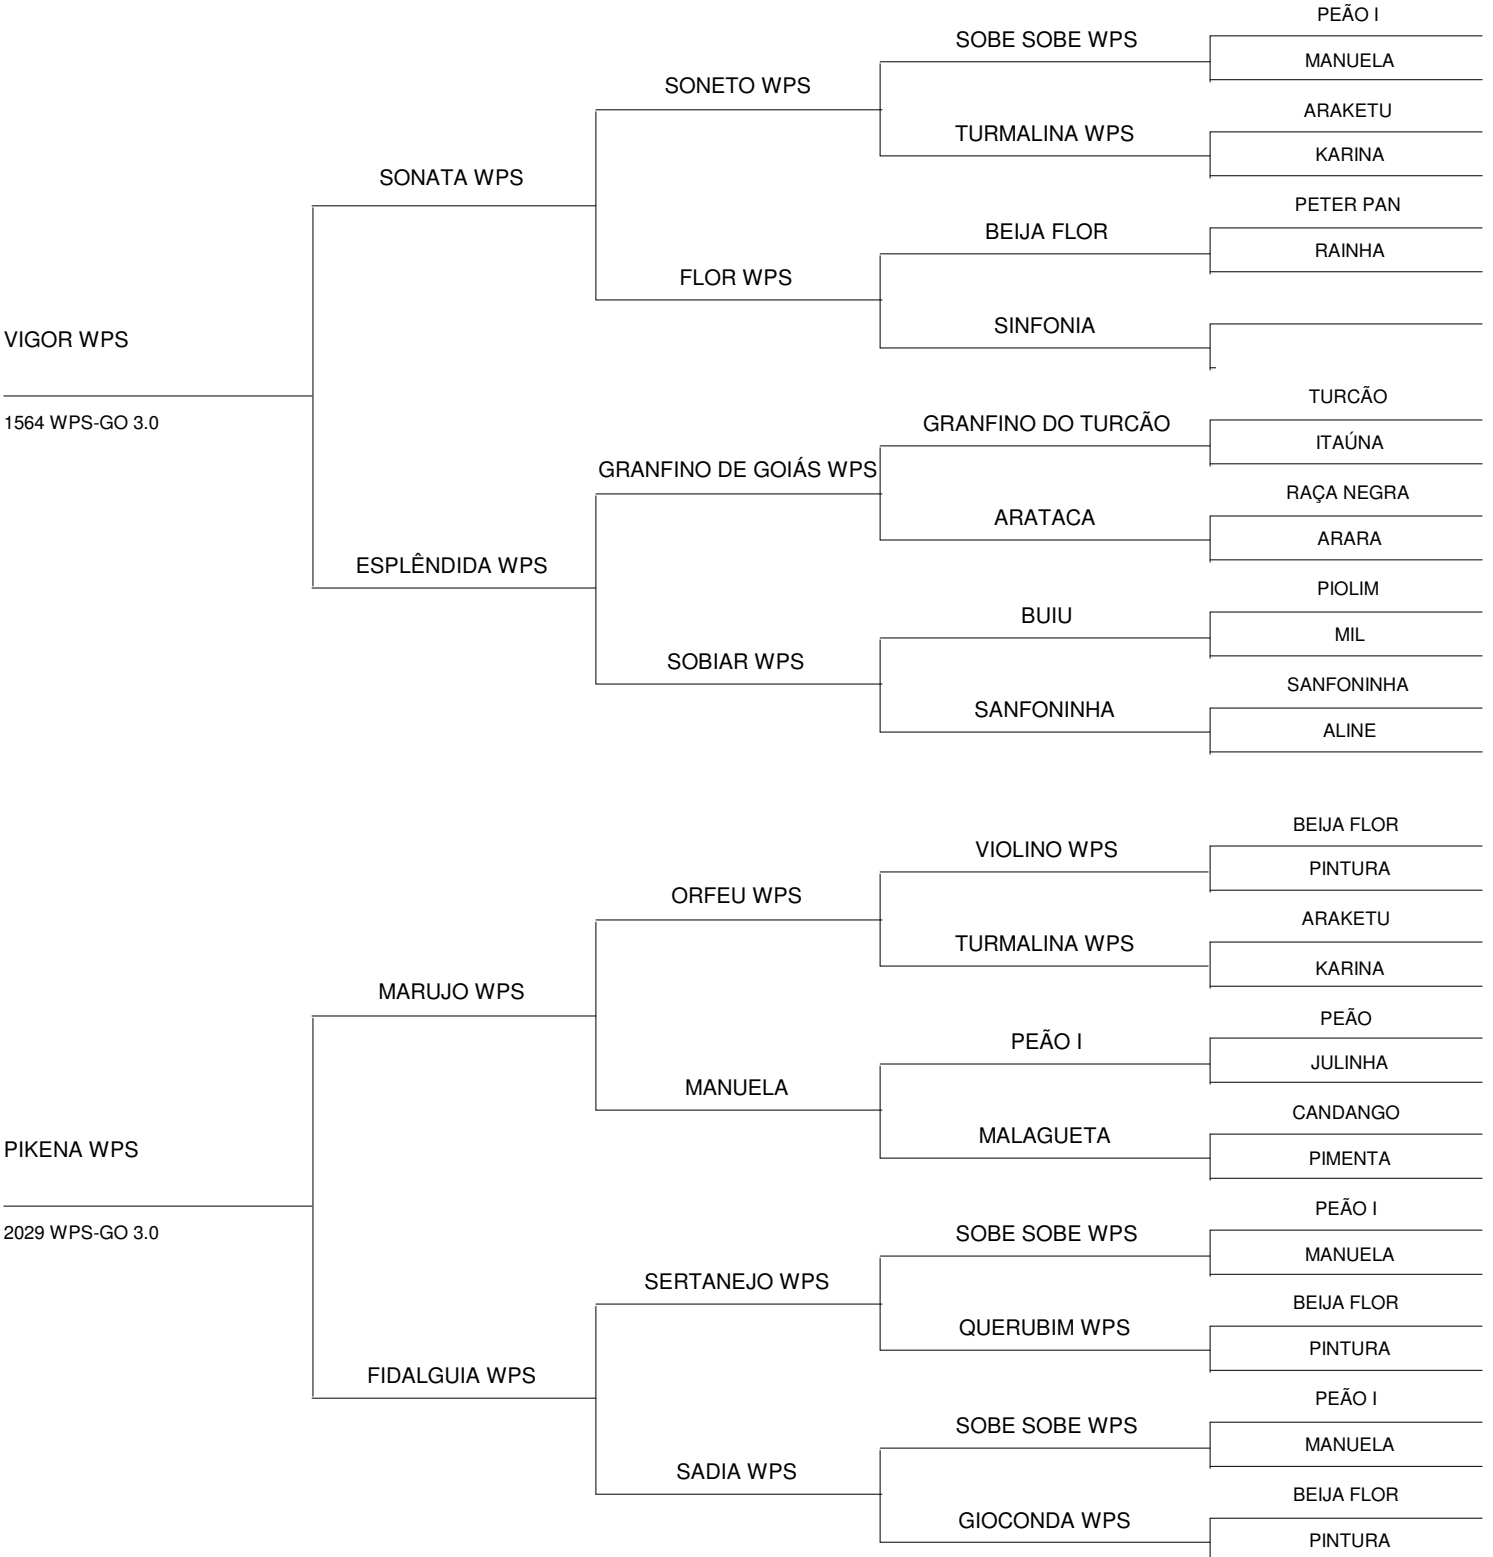 PEÃO I
SOBE SOBE WPS
MANUELA
SONETO WPS
ARAKETU
TURMALINA WPS
KARINA
SONATA WPS
PETER PAN
BEIJA FLOR
RAINHA
FLOR WPS
SINFONIA
VIGOR WPS
1564 WPS-GO 3.0
TURCÃO
GRANFINO DO TURCÃO
ITAÚNA
GRANFINO DE GOIÁS WPS
RAÇA NEGRA
ARATACA
ARARA
ESPLÊNDIDA WPS
PIOLIM
BUIU
MIL
SOBIAR WPS
SANFONINHA
SANFONINHA
ALINE
BEIJA FLOR
VIOLINO WPS
PINTURA
ORFEU WPS
ARAKETU
TURMALINA WPS
KARINA
MARUJO WPS
PEÃO
PEÃO I
JULINHA
MANUELA
CANDANGO
MALAGUETA
PIMENTA
PIKENA WPS
2029 WPS-GO 3.0
PEÃO I
SOBE SOBE WPS
MANUELA
SERTANEJO WPS
BEIJA FLOR
QUERUBIM WPS
PINTURA
FIDALGUIA WPS
PEÃO I
SOBE SOBE WPS
MANUELA
SADIA WPS
BEIJA FLOR
GIOCONDA WPS
PINTURA